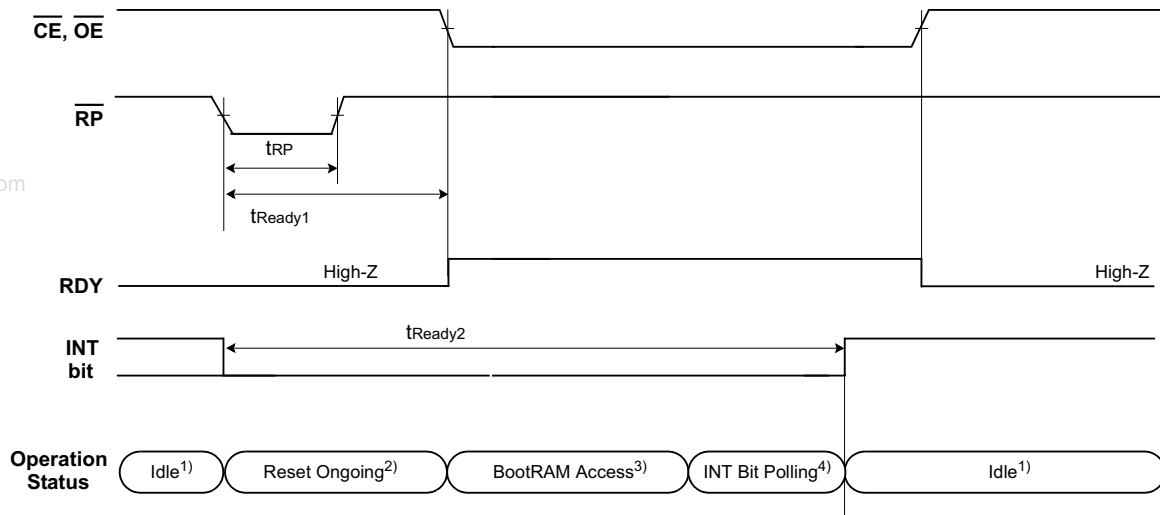 CE, OE
RP
tRP
om
tReady1
High-Z
High-Z
RDY
tReady2
INT
bit
Operation
Status
Idle1)
Reset Ongoing2)
BootRAM Access3)
INT Bit Polling4)
Idle1)